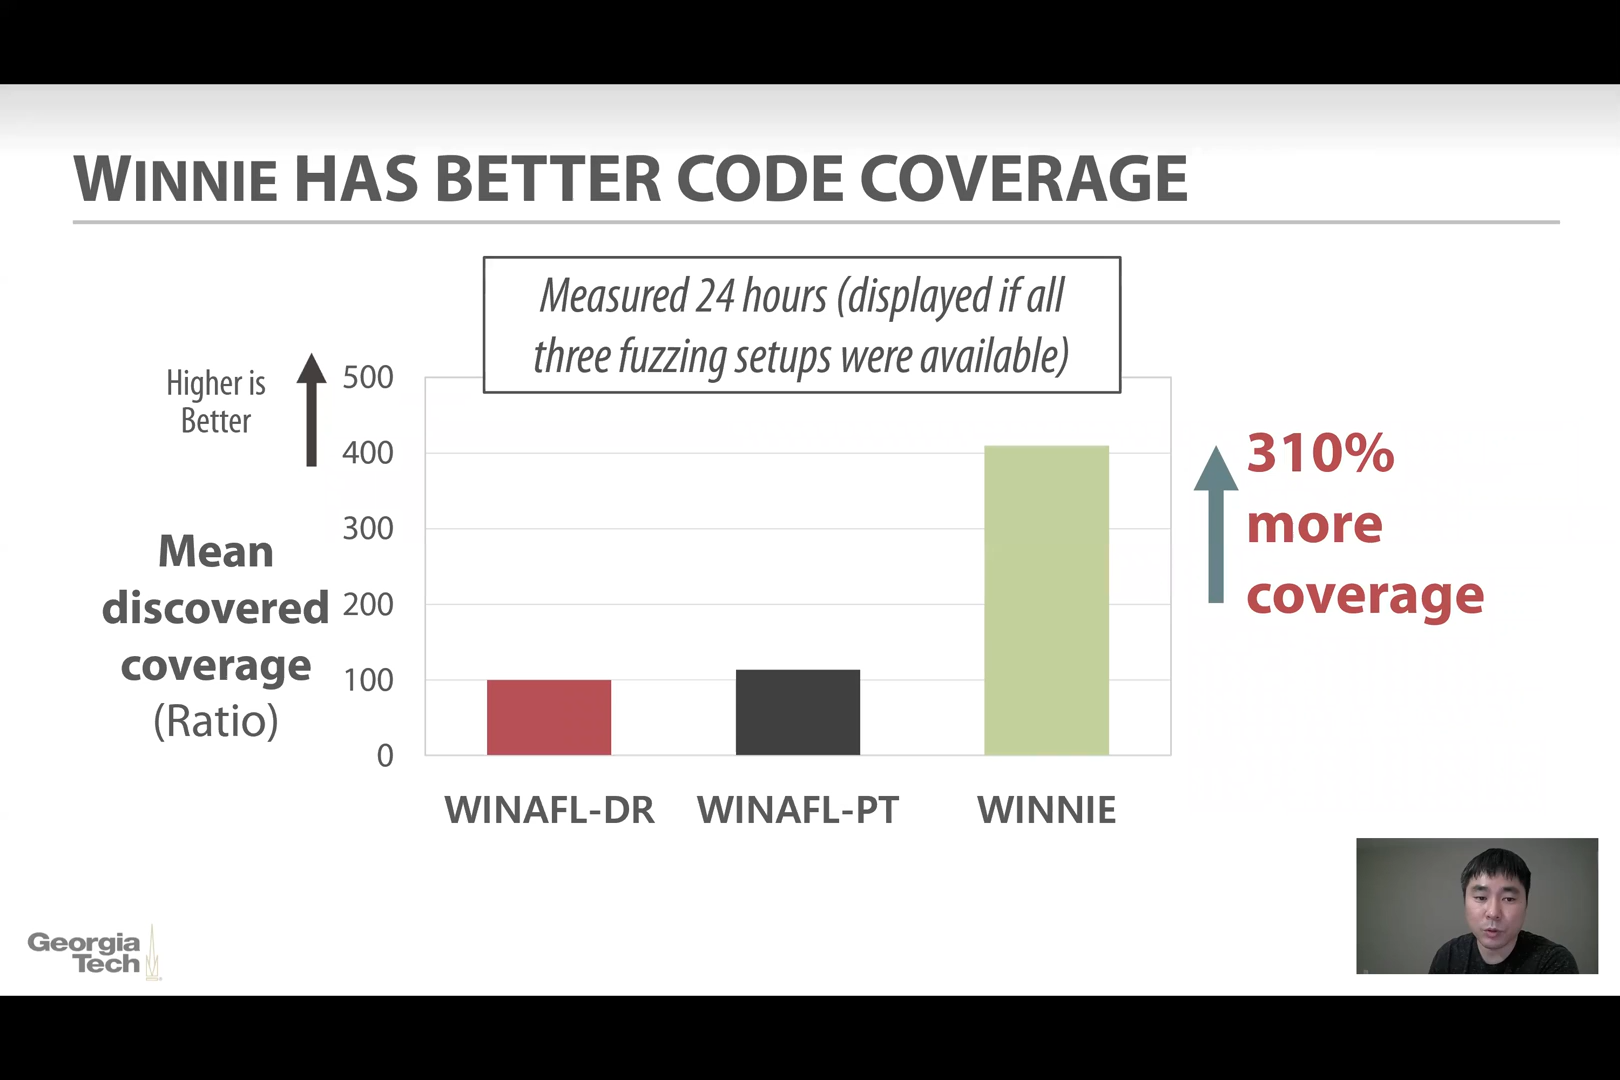 WINNIE HAS BETTER CODE COVERAGE
Measured 24 hours (displayed if all
three fuzzing setups were available)
Higher is
Better
500
400
300
200
100
0
Mean
discovered
coverage
(Ratio)
310%
more
coverage
WINAFL-DR
WINAFL-PT
WINNIE
Georgia
Tech